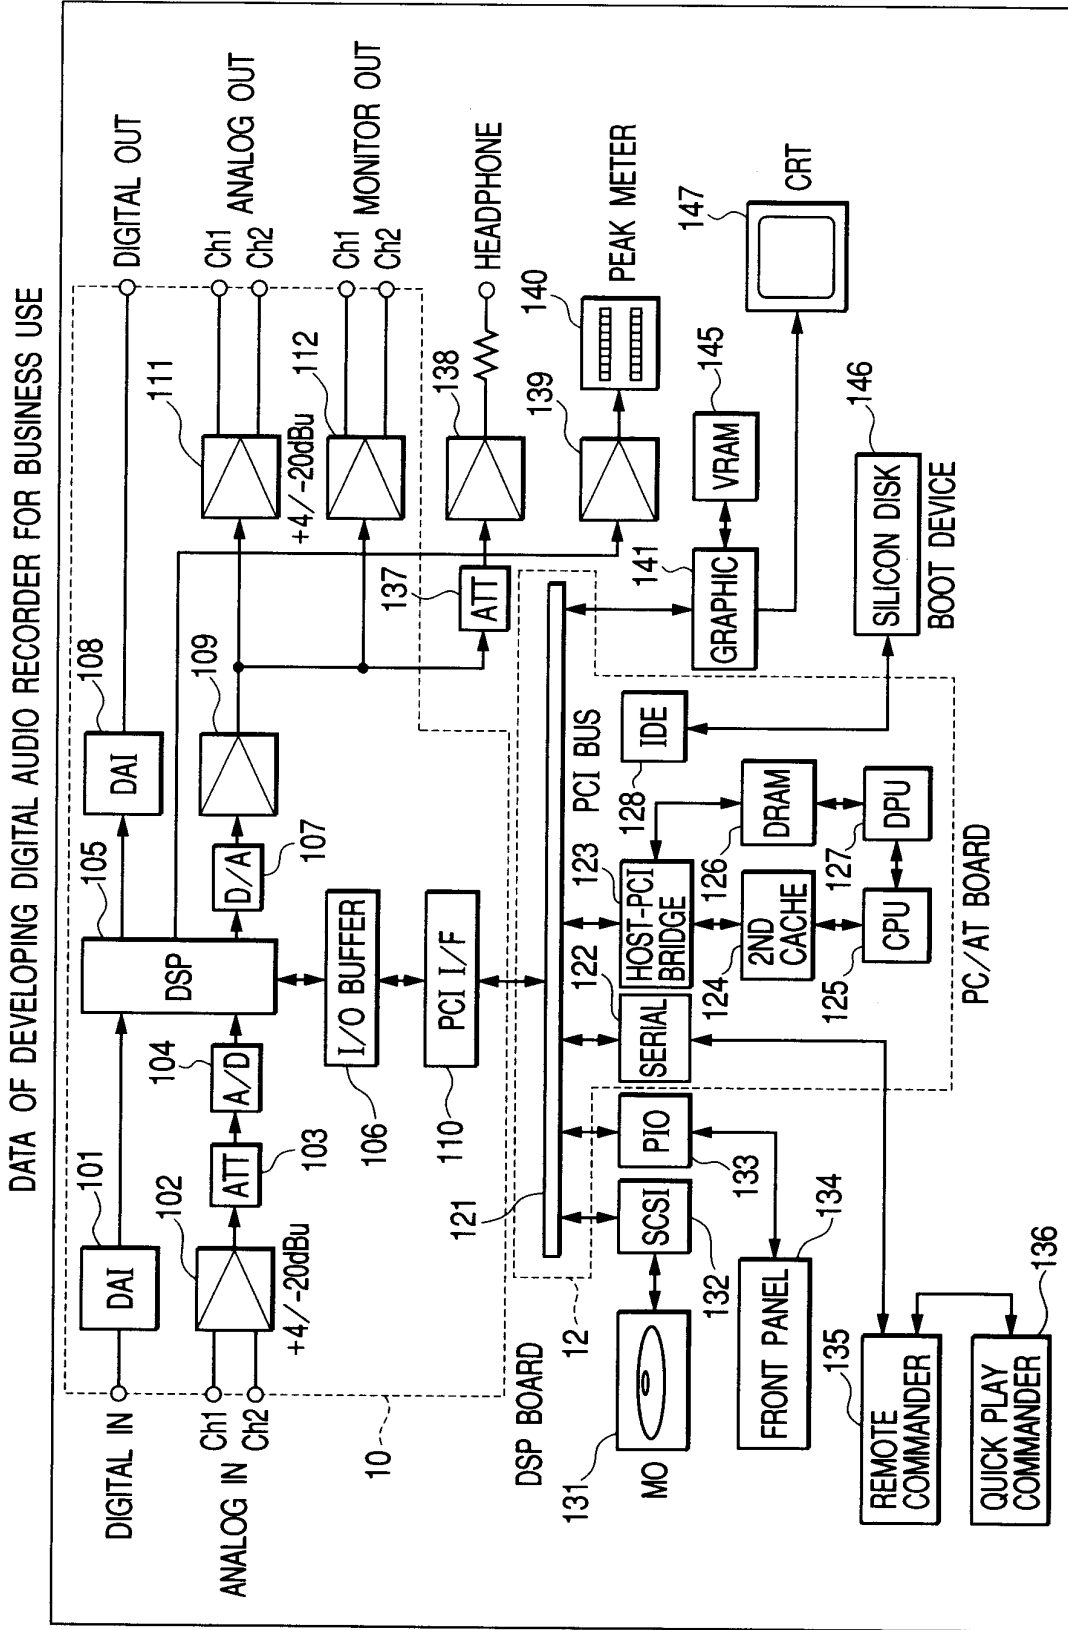 DATA OF DEVELOPING DIGITAL AUDIO RECORDER FOR BUSINESS USE
DIGITAL IN
101
DAI
105
DSP
108
DAI
DIGITAL OUT
ANALOG IN
Ch1
Ch2
102
+4/-20dBu
ATT
103
104
A/D
D/A
107
109
111
+4/-20dBu
Ch1
Ch2
ANALOG OUT
112
Ch1
Ch2
MONITOR OUT
I/O BUFFER
106
PCI I/F
110
10
DSP BOARD
137
ATT
138
HEADPHONE
139
140
PEAK METER
121
12
PCI BUS
131
MO
SCSI
132
PIO
133
122
SERIAL
123
HOST-PCI
BRIDGE
128
IDE
141
GRAPHIC
VRAM
145
147
CRT
124
2ND
CACHE
126
DRAM
125
CPU
127
DPU
PC/AT BOARD
FRONT PANEL
134
SILICON DISK
146
BOOT DEVICE
135
REMOTE
COMMANDER
136
QUICK PLAY
COMMANDER